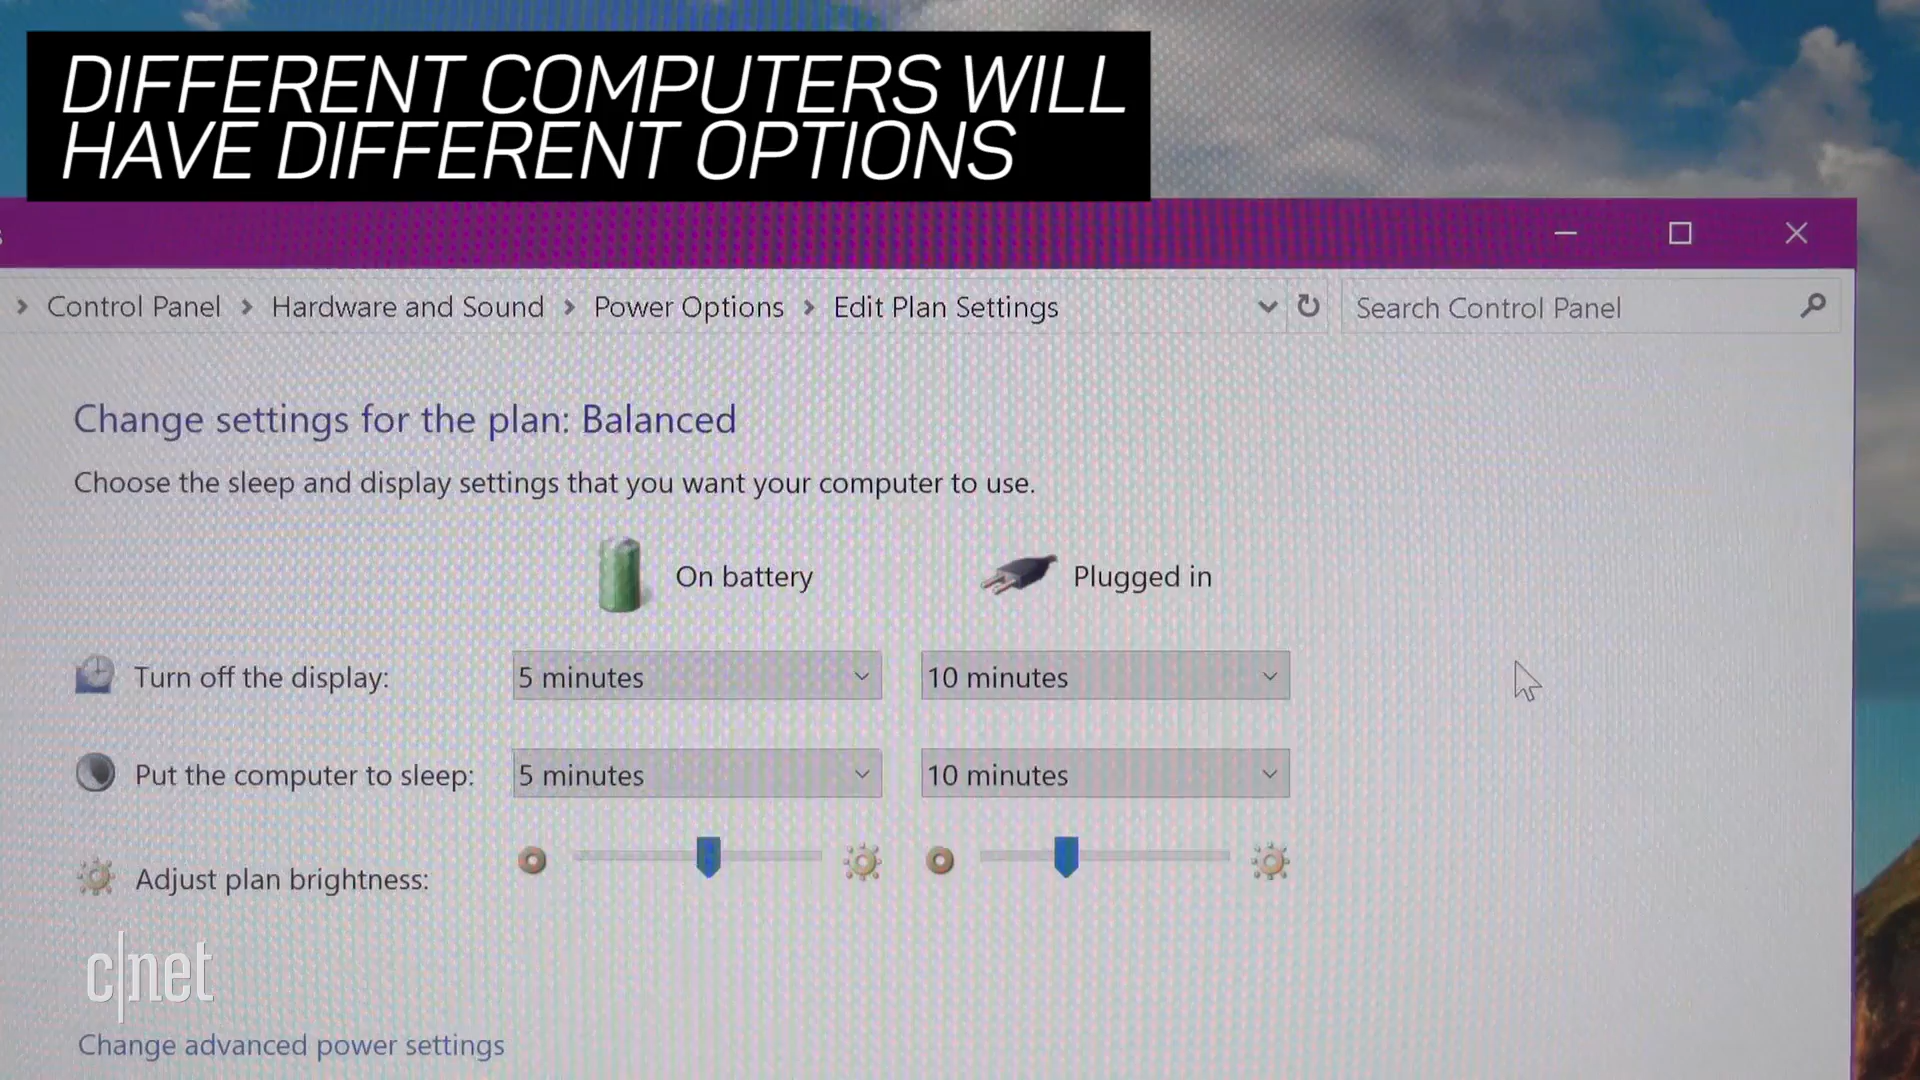 DIFFERENT COMPUTERS WILL
HAVE DIFFERENT OPTIONS
Control Panel > Hardware and Sound > Power Options > Edit Plan Settings
Search Control Panel
Change settings for the plan: Balanced
Choose the sleep and display settings that you want your computer to use.
On battery
Plugged in
Turn off the display:
5 minutes
10 minutes
Put the computer to sleep:
5 minutes
10 minutes
Adjust plan brightness:
c|net
Change advanced power settings